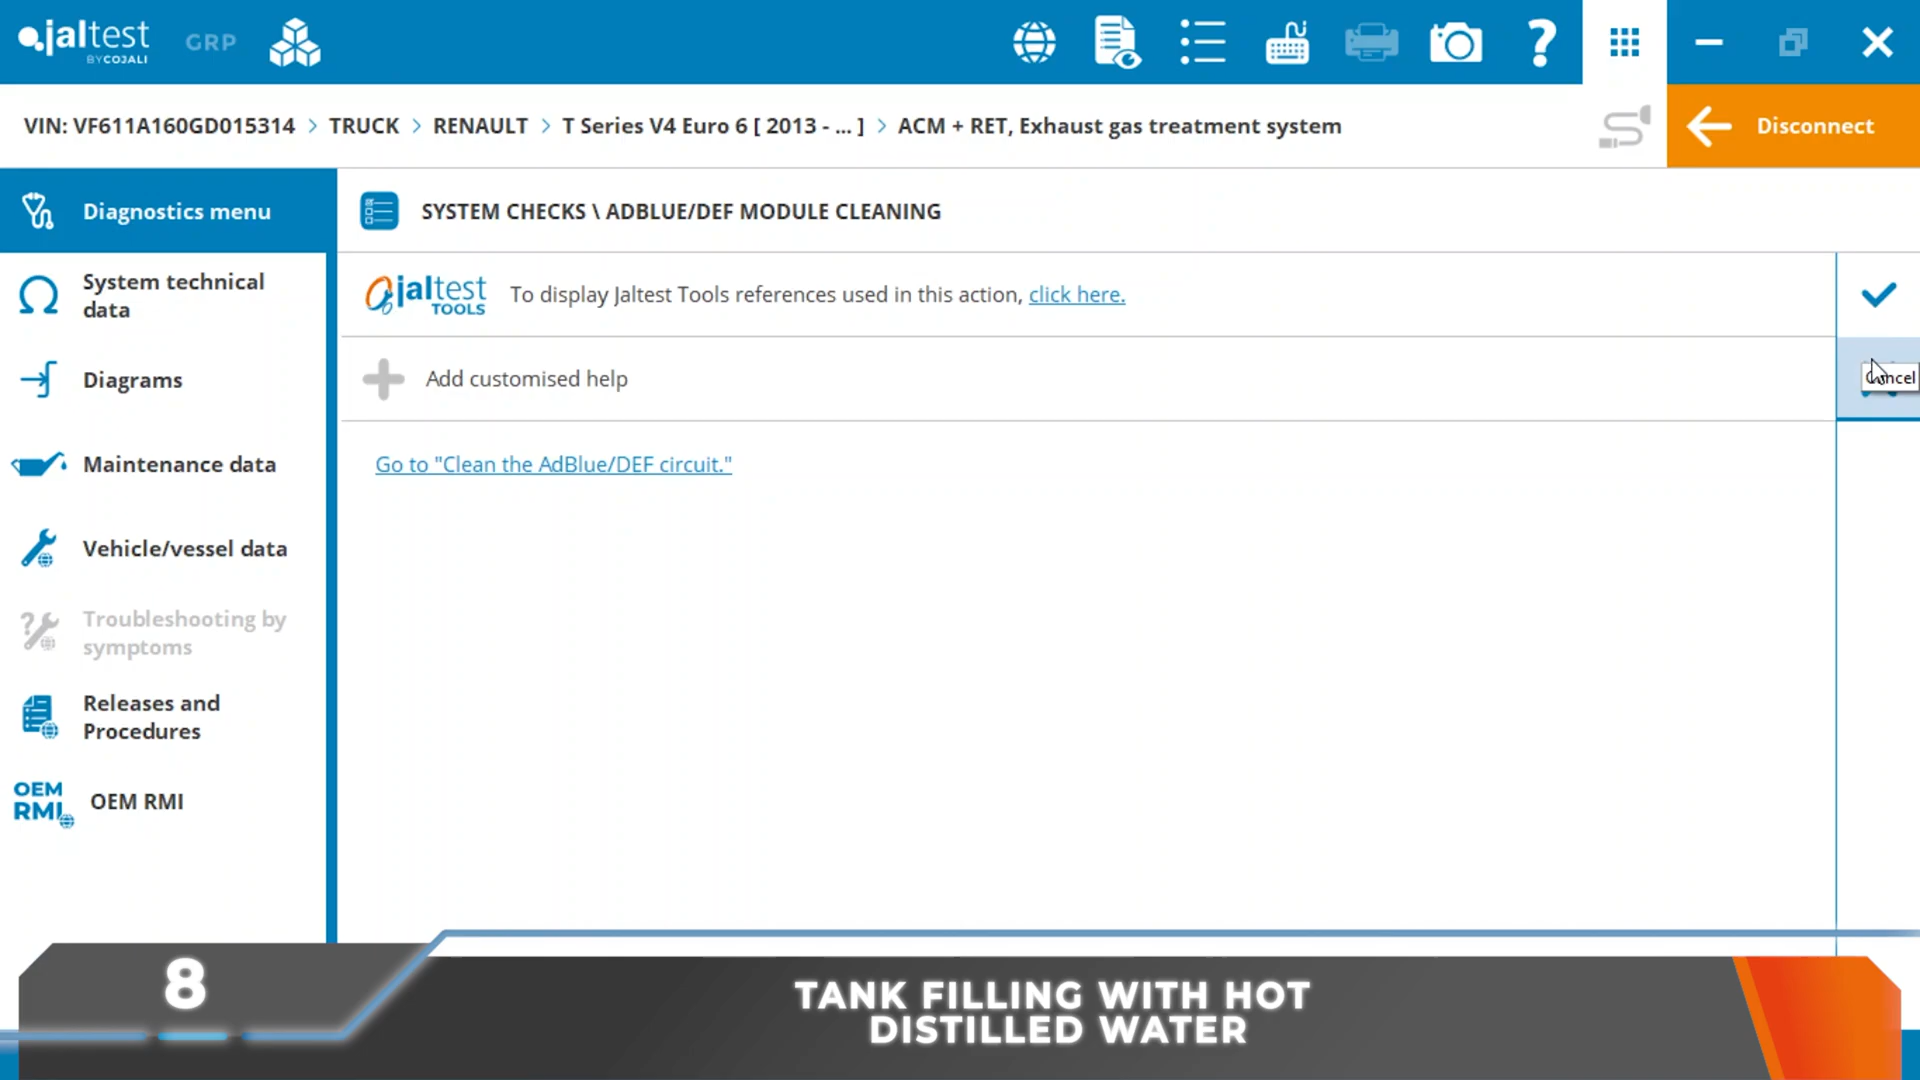 jaltest
BY COJALI
GRP
VIN: VF611A160GD015314 > TRUCK > RENAULT > T Series V4 Euro 6 [ 2013 - ... ] > ACM + RET, Exhaust gas treatment system
Disconnect
Diagnostics menu
System technical
data
Diagrams
Maintenance data
Vehicle/vessel data
Troubleshooting by
symptoms
Releases and
Procedures
OEM
RMI
OEM RMI
SYSTEM CHECKS \ ADBLUE/DEF MODULE CLEANING
jaltest
TOOLS
To display Jaltest Tools references used in this action, click here.
Add customised help
Cancel
Go to "Clean the AdBlue/DEF circuit."
8
TANK FILLING WITH HOT
DISTILLED WATER